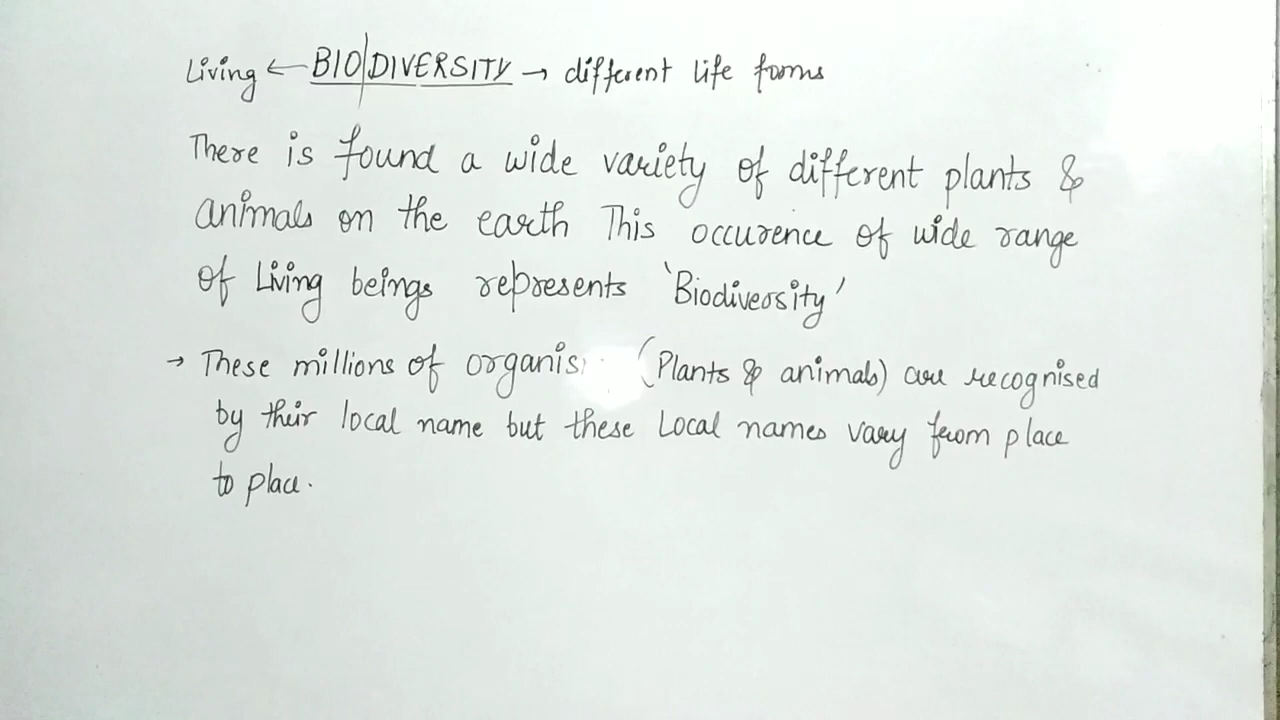 Living ← BIO|DIVERSITY → different life forms
There is found a wide variety of different plants &
animals on the earth This occurence of wide range
of Living beings represents 'Biodiversity'
→ These millions of (Plants & animals) are recognised
by their local name but these Local names vary from place
to place.